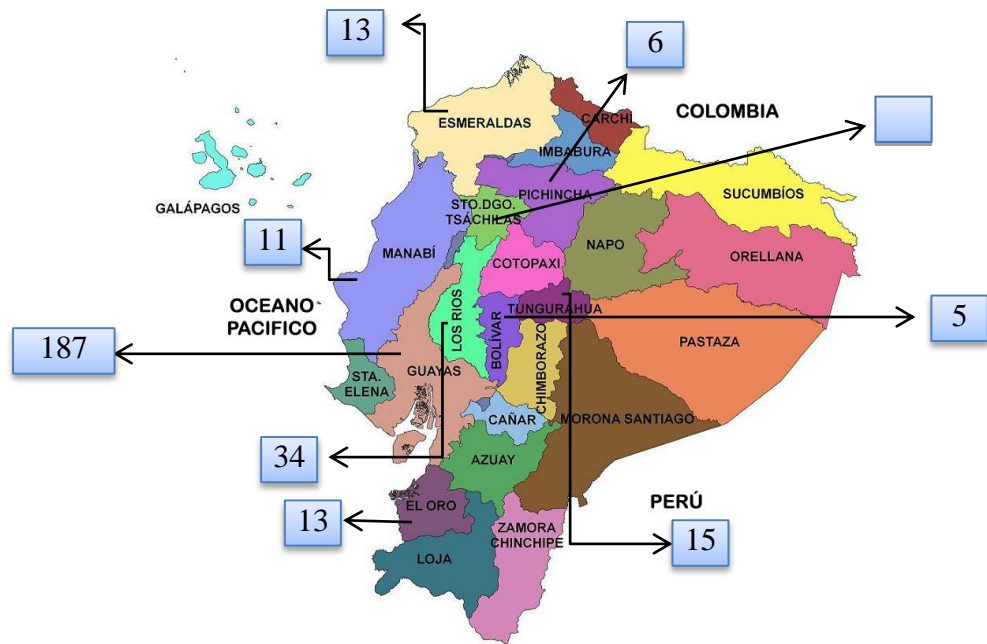 13
6
COLOMBIA
CARCHI
ESMERALDAS
IMBABURA
PICHINCHA
SUCUMBÍOS
STO.DGO.
TSÁCHILAS
GALÁPAGOS
11
MANABÍ
NAPO
ORELLANA
COTOPAXI
OCEANO
PACIFICO
LOS RIOS
BOLÍVAR
TUNGURAHUA
5
187
PASTAZA
GUAYAS
STA.
ELENA
CHIMBORAZO
CAÑAR
MORONA SANTIAGO
34
AZUAY
EL ORO
PERÚ
13
ZAMORA
CHINCHIPE
15
LOJA